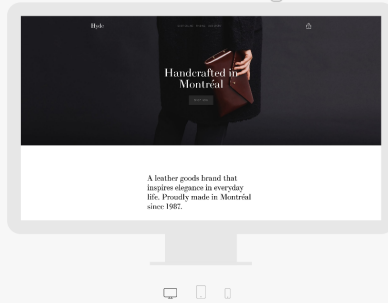 Hyde
Handcrafted in
Montréal
A leather goods brand that
inspires elegance in everyday
life. Proudly made in Montréal
since 1987.